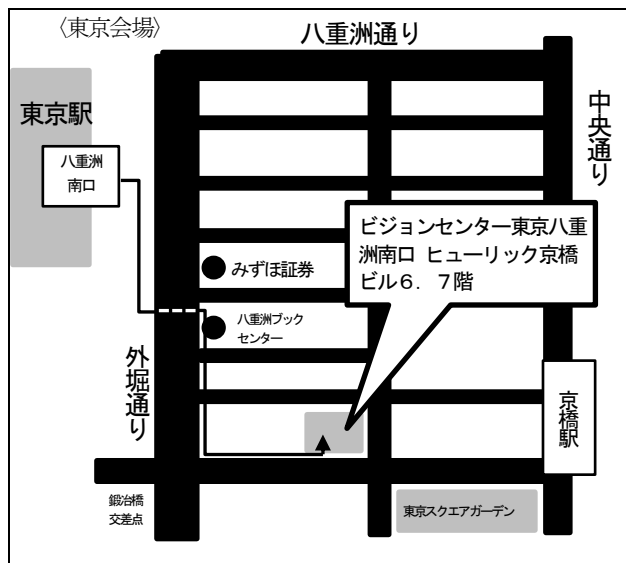 〈東京会場〉
八重洲通り
東京駅
中央通り
八重洲
南口
ビジョンセンター東京八重
洲南口 ヒューリック京橋
ビル6．7階
みずほ証券
八重洲ブック
センター
外堀通り
京橋駅
鍛冶橋
交差点
東京スクエアガーデン